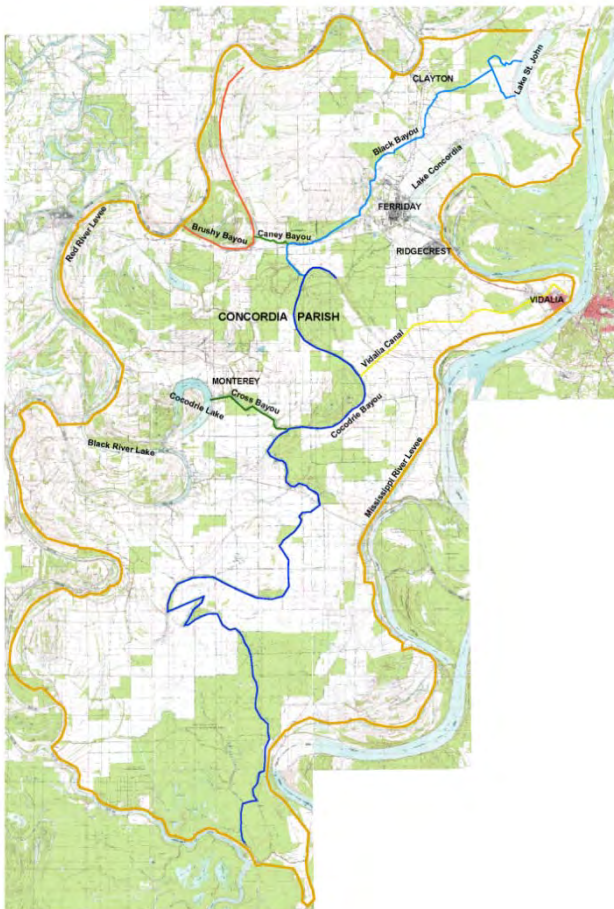 CLAYTON
Lake St. John
Black Bayou
Lake Concordia
FERRIDAY
Red River Levee
Brushy Bayou
Caney Bayou
RIDGECREST
VIDALIA
CONCORDIA PARISH
Vidalia Canal
MONTEREY
Cocodrie Lake
Cross Bayou
Cocodrie Bayou
Black River Lake
Mississippi River Levee